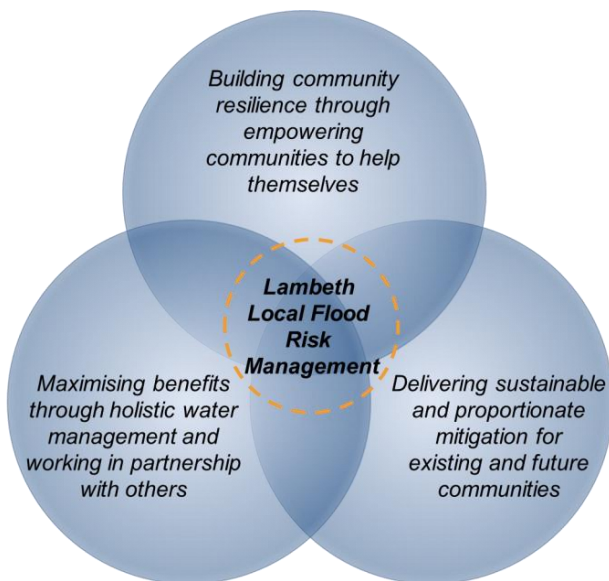 Building community
resilience through
empowering
communities to help
themselves
Lambeth
Local Flood
Risk
Management
Maximising benefits
through holistic water
management and
working in partnership
with others
Delivering sustainable
and proportionate
mitigation for
existing and future
communities